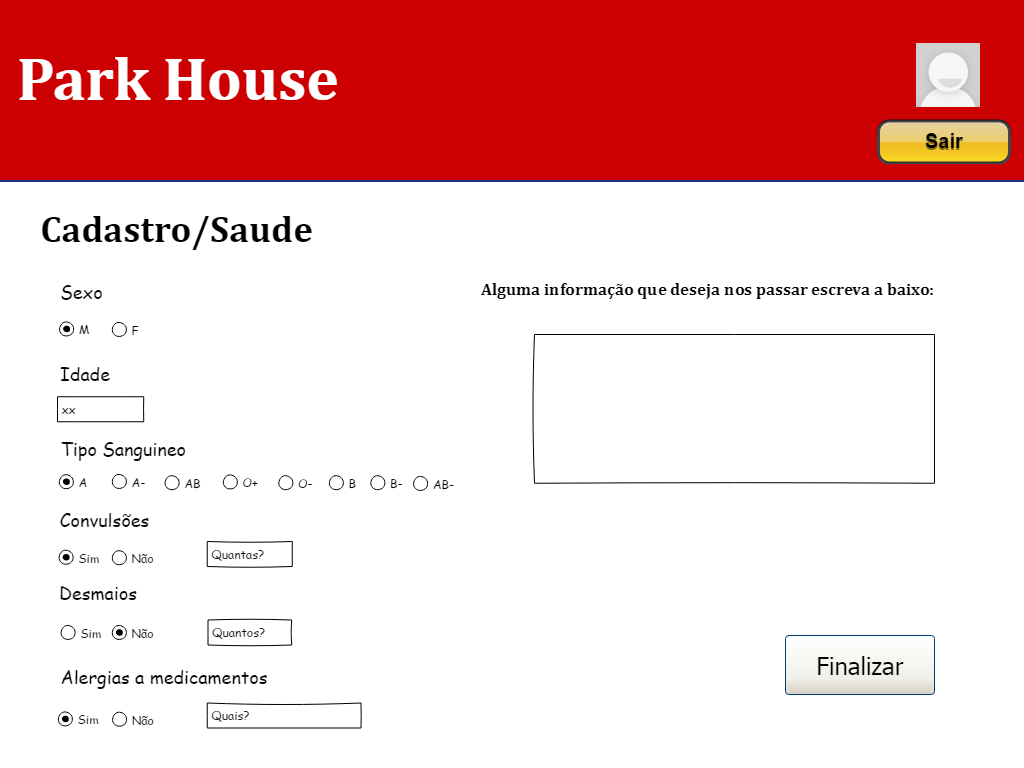 Park House
Sair
Cadastro/Saude
Sexo
M F
Idade
xx
Tipo Sanguineo
A A- AB O+ O- B B- AB-
Convulsões
Sim Não Quantas?
Desmaios
Sim Não Quantos?
Alergias a medicamentos
Sim Não Quais?
Alguma informação que deseja nos passar escreva a baixo:
Finalizar